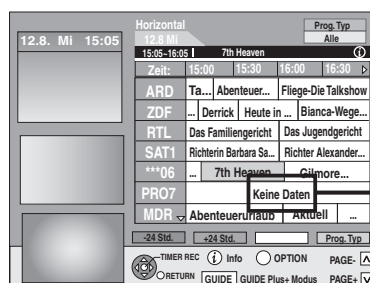 Horizontal Prog. Typ
12.8. Mi 15:05 12.8 Mi Alle
15:05-16:05 7th Heaven
Zeit: 15:00 15:30 16:00 16:30
ARD Ta... Abenteuer... Fliege-Die Talkshow
ZDF ... Derrick Heute in ... Bianca-Wege...
RTL Das Familiengericht Das Jugendgericht
SAT1 Richterin Barbara Sa... Richter Alexander...
***06 ... 7th Heaven Gilmore...
PRO7 Keine Daten
MDR Abenteuerurlaub Aktuell ...
-24 Std. +24 Std. Prog. Typ
TIMER REC i Info OPTION PAGE-
RETURN GUIDE GUIDE Plus+ Modus PAGE+